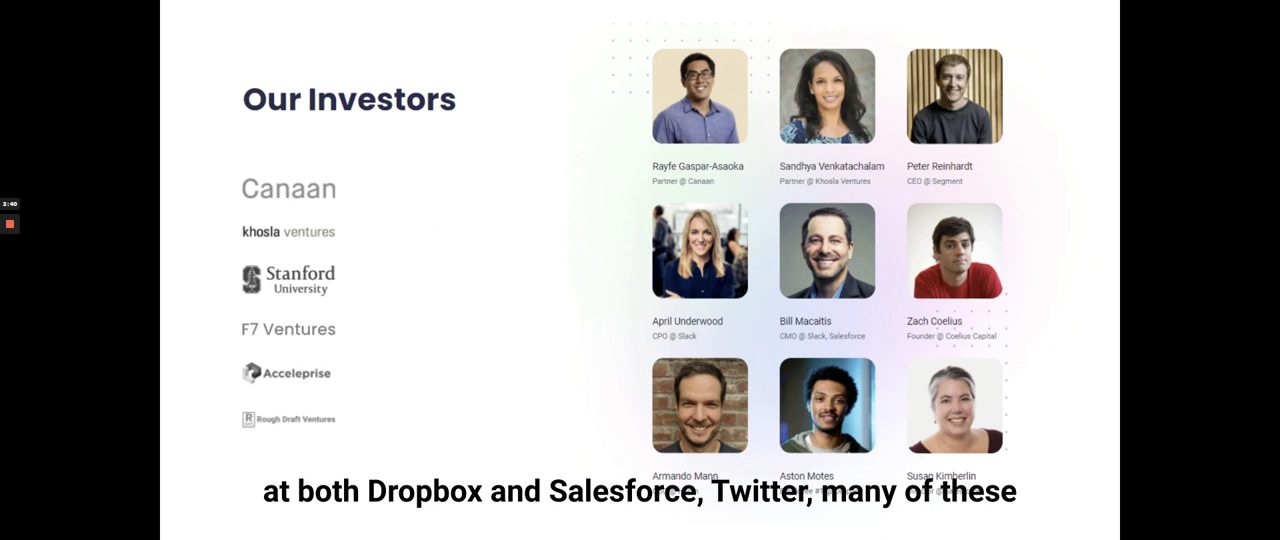 Our Investors
Canaan
khosla ventures
Stanford
University
F7 Ventures
Acceleprise
R Rough Draft Ventures
2:40
Rayfe Gaspar-Asaoka
Partner @ Canaan
Sandhya Venkatachalam
Partner @ Khosla Ventures
Peter Reinhardt
CEO @ Segment
April Underwood
CPO @ Slack
Bill Macaitis
CMO @ Slack, Salesforce
Zach Coelius
Founder @ Coelius Capital
Armando Mann
Aston Motes
Susan Kimberlin
at both Dropbox and Salesforce, Twitter, many of these